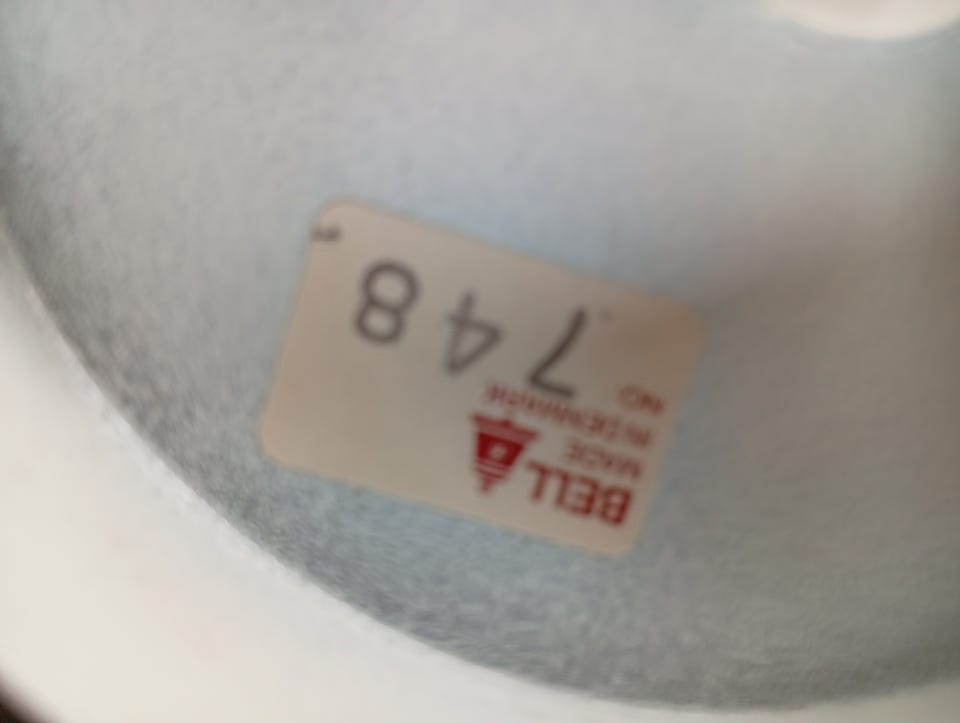 BELL
MADE
IN DENMARK
NO
748